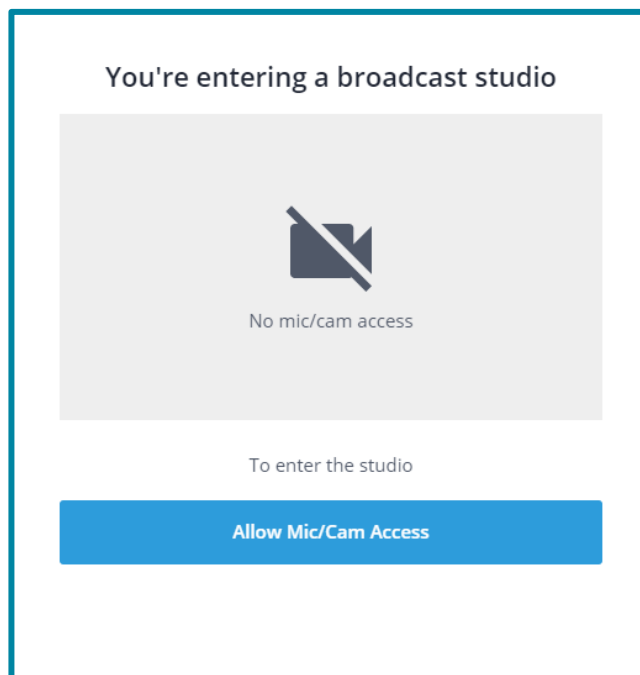 You're entering a broadcast studio
No mic/cam access
To enter the studio
Allow Mic/Cam Access